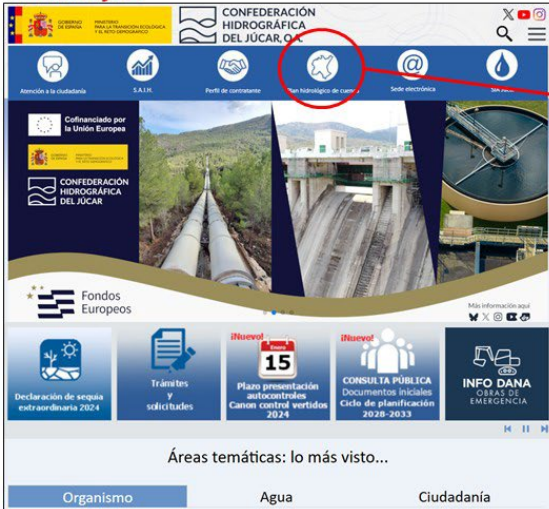 GOBIERNO
DE ESPAÑA
MINISTERIO
PARA LA TRANSICIÓN ECOLÓGICA
Y EL RETO DEMOGRÁFICO
CONFEDERACIÓN
HIDROGRÁFICA
DEL JÚCAR, O.A.
Atención a la ciudadanía
S.A.I.H.
Perfil de contratante
Plan hidrológico de cuenca
Sede electrónica
Cofinanciado por
la Unión Europea
CONFEDERACIÓN
HIDROGRÁFICA
DEL JÚCAR
Fondos
Europeos
Más información aquí
Declaración de sequía
extraordinaria 2024
Trámites
y
solicitudes
¡Nuevo!
Enero
15
Plazo presentación
autocontroles
Canon control vertidos
2024
¡Nuevo!
CONSULTA PÚBLICA
Documentos iniciales
Ciclo de planificación
2028-2033
INFO DANA
OBRAS DE
EMERGENCIA
Áreas temáticas: lo más visto...
Organismo
Agua
Ciudadanía